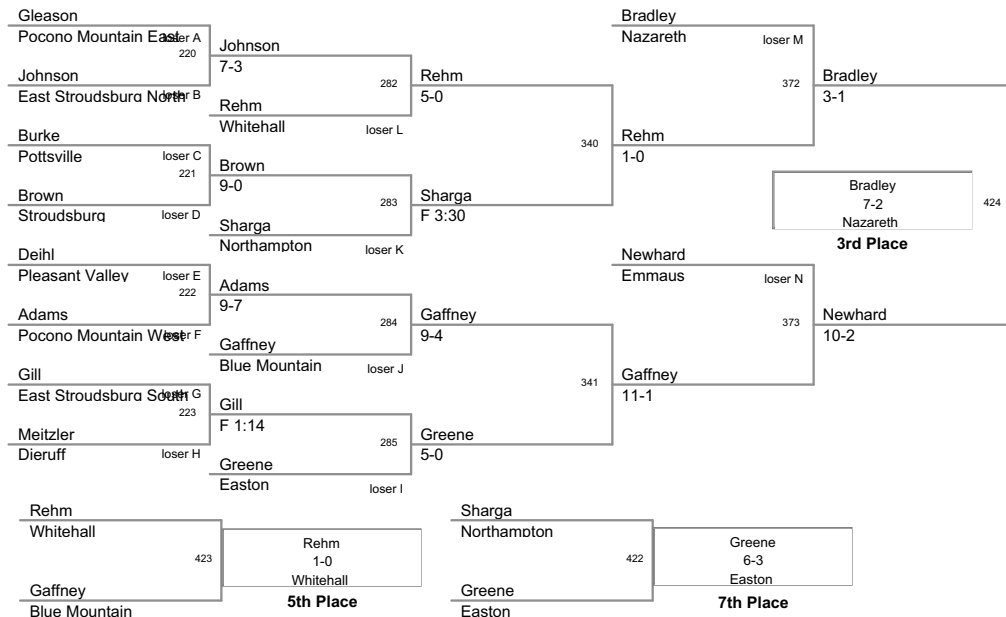 Gleason
Pocono Mountain East
loser A
220
Johnson
East Stroudsburg North
loser B
Johnson
7-3
282
Rehm
Whitehall
loser L
Rehm
5-0
Burke
Pottsville
loser C
221
Brown
Stroudsburg
loser D
Brown
9-0
283
Sharga
Northampton
loser K
Sharga
F 3:30
340
Rehm
1-0
Bradley
Nazareth
loser M
372
Bradley
3-1
Bradley
7-2
Nazareth
424
3rd Place
Deihl
Pleasant Valley
loser E
222
Adams
Pocono Mountain West
loser F
Adams
9-7
284
Gaffney
Blue Mountain
loser J
Gaffney
9-4
Gill
East Stroudsburg South
loser G
223
Meitzler
Dieruff
loser H
Gill
F 1:14
285
Greene
Easton
loser I
Greene
5-0
341
Gaffney
11-1
Newhard
Emmaus
loser N
373
Newhard
10-2
Rehm
Whitehall
423
Gaffney
Blue Mountain
Rehm
1-0
Whitehall
5th Place
Sharga
Northampton
422
Greene
Easton
Greene
6-3
Easton
7th Place